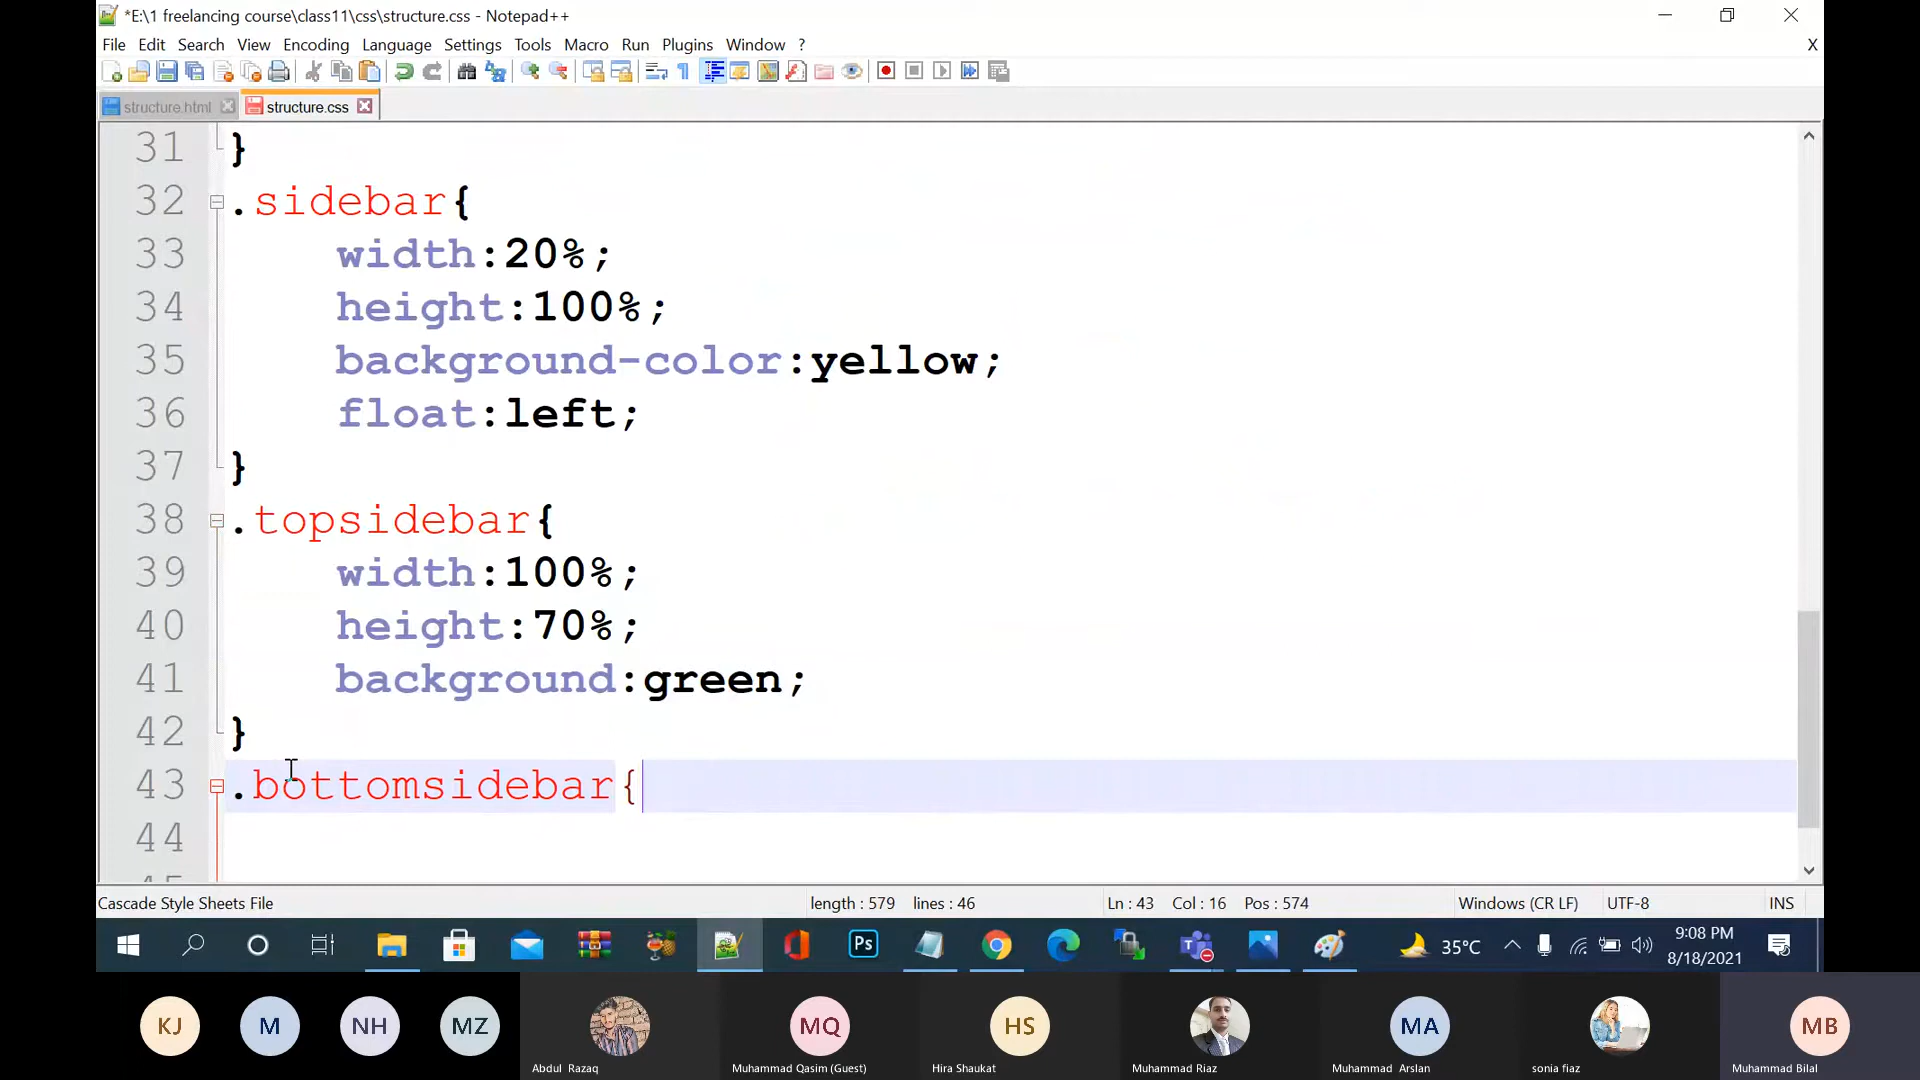 *E:\1 freelancing course\class11\css\structure.css - Notepad++
File Edit Search View Encoding Language Settings Tools Macro Run Plugins Window ? X
structure.html structure.css
31 }
32 .sidebar{
33 width:20%;
34 height:100%;
35 background-color:yellow;
36 float:left;
37 }
38 .topsidebar{
39 width:100%;
40 height:70%;
41 background:green;
42 }
43 .bottomsidebar{
44
45
Cascade Style Sheets File length : 579 lines : 46 Ln : 43 Col : 16 Pos : 574 Windows (CR LF) UTF-8 INS
Ps 35°C 9:08 PM
8/18/2021
KJ M NH MZ MQ HS MA MB
Abdul Razaq Muhammad Qasim (Guest) Hira Shaukat Muhammad Riaz Muhammad Arslan sonia fiaz Muhammad Bilal